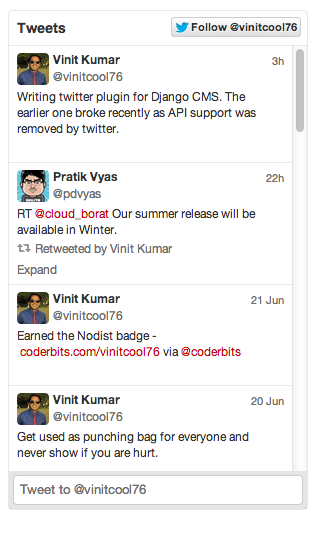 Tweets
Follow @vinitcool76
Vinit Kumar
3h
@vinitcool76
Writing twitter plugin for Django CMS. The
earlier one broke recently as API support was
removed by twitter.
Pratik Vyas
22h
@pdvyas
RT @cloud_borat Our summer release will be
available in Winter.
Retweeted by Vinit Kumar
Expand
Vinit Kumar
21 Jun
@vinitcool76
Earned the Nodist badge -
coderbits.com/vinitcool76 via @coderbits
Vinit Kumar
20 Jun
@vinitcool76
Get used as punching bag for everyone and
never show if you are hurt.
Tweet to @vinitcool76